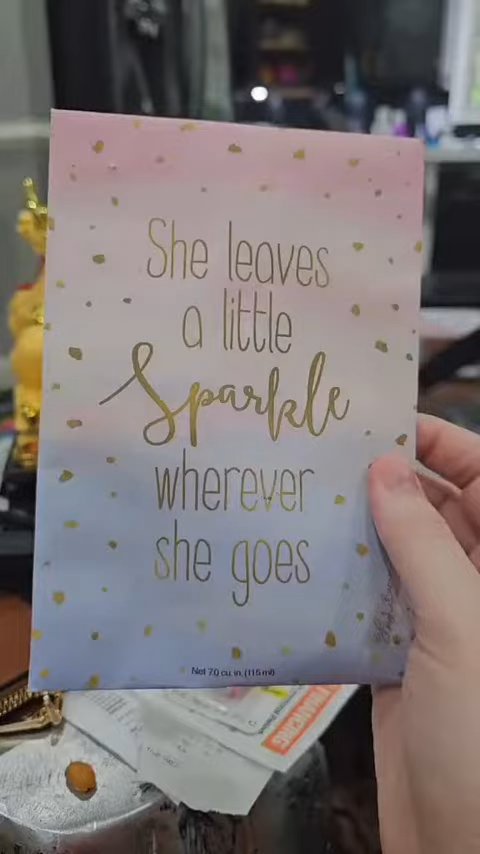 She leaves
a little
Sparkle
wherever
she goes
Net 7.0 cu. in. (115 ml)